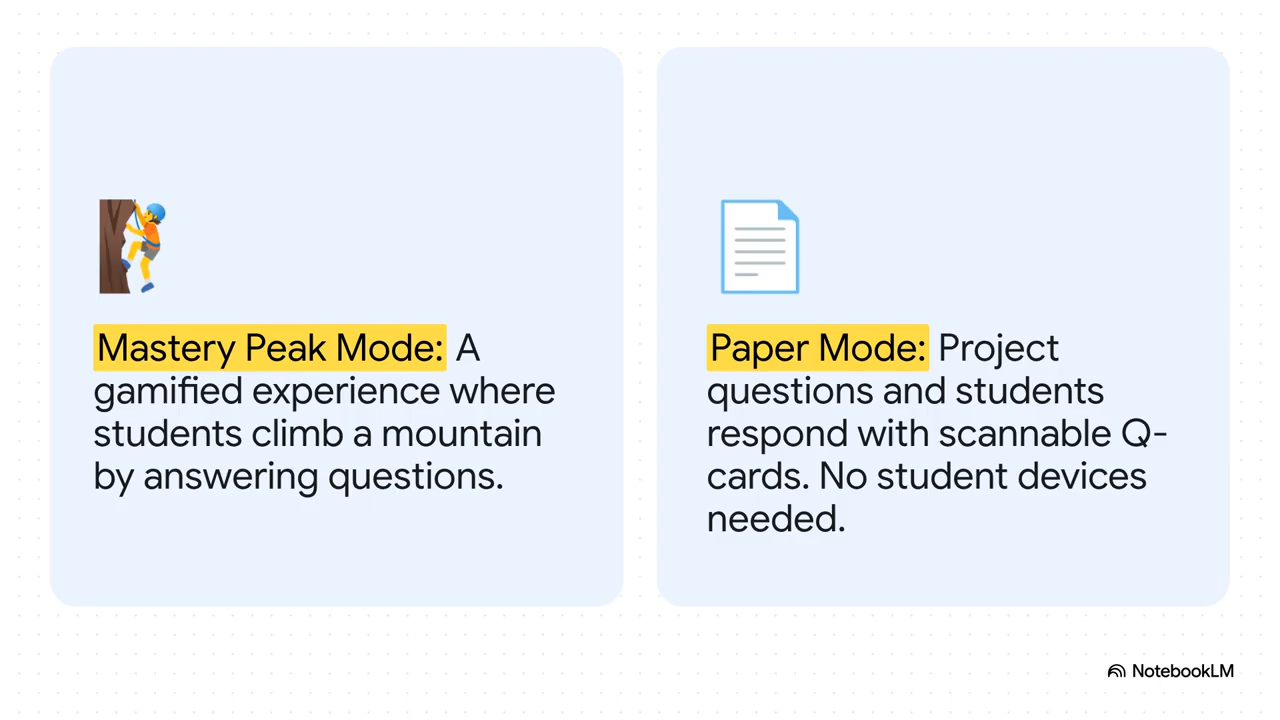 Mastery Peak Mode: A
gamified experience where
students climb a mountain
by answering questions.
Paper Mode: Project
questions and students
respond with scannable Q-
cards. No student devices
needed.
NotebookLM